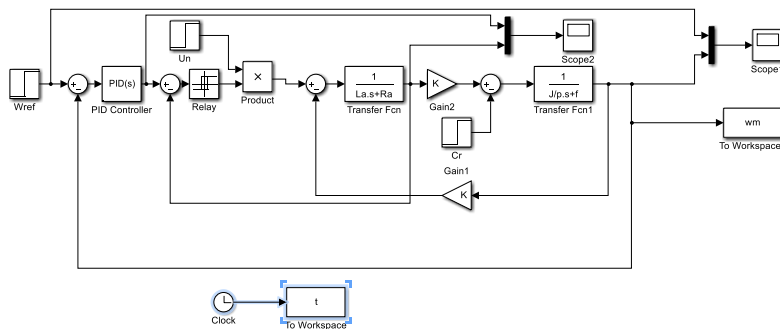 Un
Scope2
Scope
Wref
PID(s)
PID Controller
Relay
×
Product
1
La.s+Ra
Transfer Fcn
K
Gain2
1
J/p.s+f
Transfer Fcn1
Cr
wm
To Workspace
Gain1
K
Clock
t
To Workspace